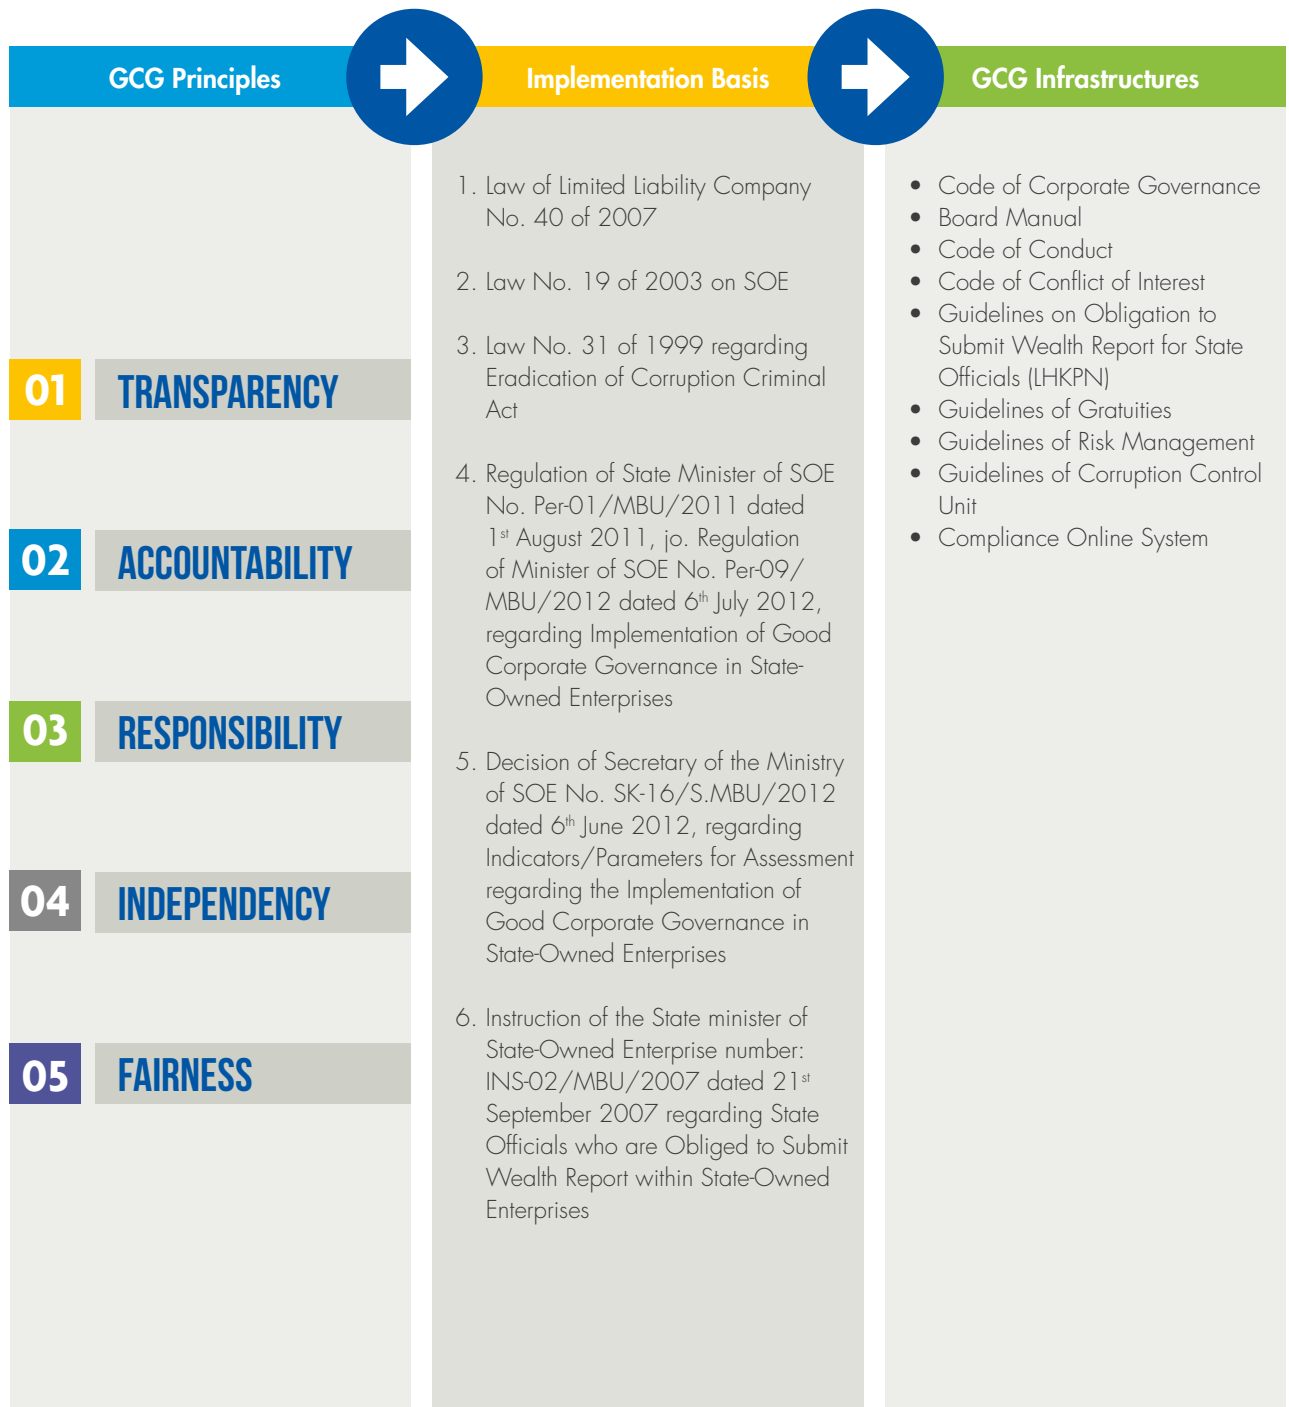 GCG Principles
Implementation Basis
GCG Infrastructures
01
TRANSPARENCY
02
ACCOUNTABILITY
03
RESPONSIBILITY
04
INDEPENDENCY
05
FAIRNESS
1. Law of Limited Liability Company
No. 40 of 2007
2. Law No. 19 of 2003 on SOE
3. Law No. 31 of 1999 regarding
Eradication of Corruption Criminal
Act
4. Regulation of State Minister of SOE
No. Per-01/MBU/2011 dated
1st August 2011, jo. Regulation
of Minister of SOE No. Per-09/
MBU/2012 dated 6th July 2012,
regarding Implementation of Good
Corporate Governance in State-
Owned Enterprises
5. Decision of Secretary of the Ministry
of SOE No. SK-16/S.MBU/2012
dated 6th June 2012, regarding
Indicators/Parameters for Assessment
regarding the Implementation of
Good Corporate Governance in
State-Owned Enterprises
6. Instruction of the State minister of
State-Owned Enterprise number:
INS-02/MBU/2007 dated 21st
September 2007 regarding State
Officials who are Obliged to Submit
Wealth Report within State-Owned
Enterprises
• Code of Corporate Governance
• Board Manual
• Code of Conduct
• Code of Conflict of Interest
• Guidelines on Obligation to
Submit Wealth Report for State
Officials (LHKPN)
• Guidelines of Gratuities
• Guidelines of Risk Management
• Guidelines of Corruption Control
Unit
• Compliance Online System